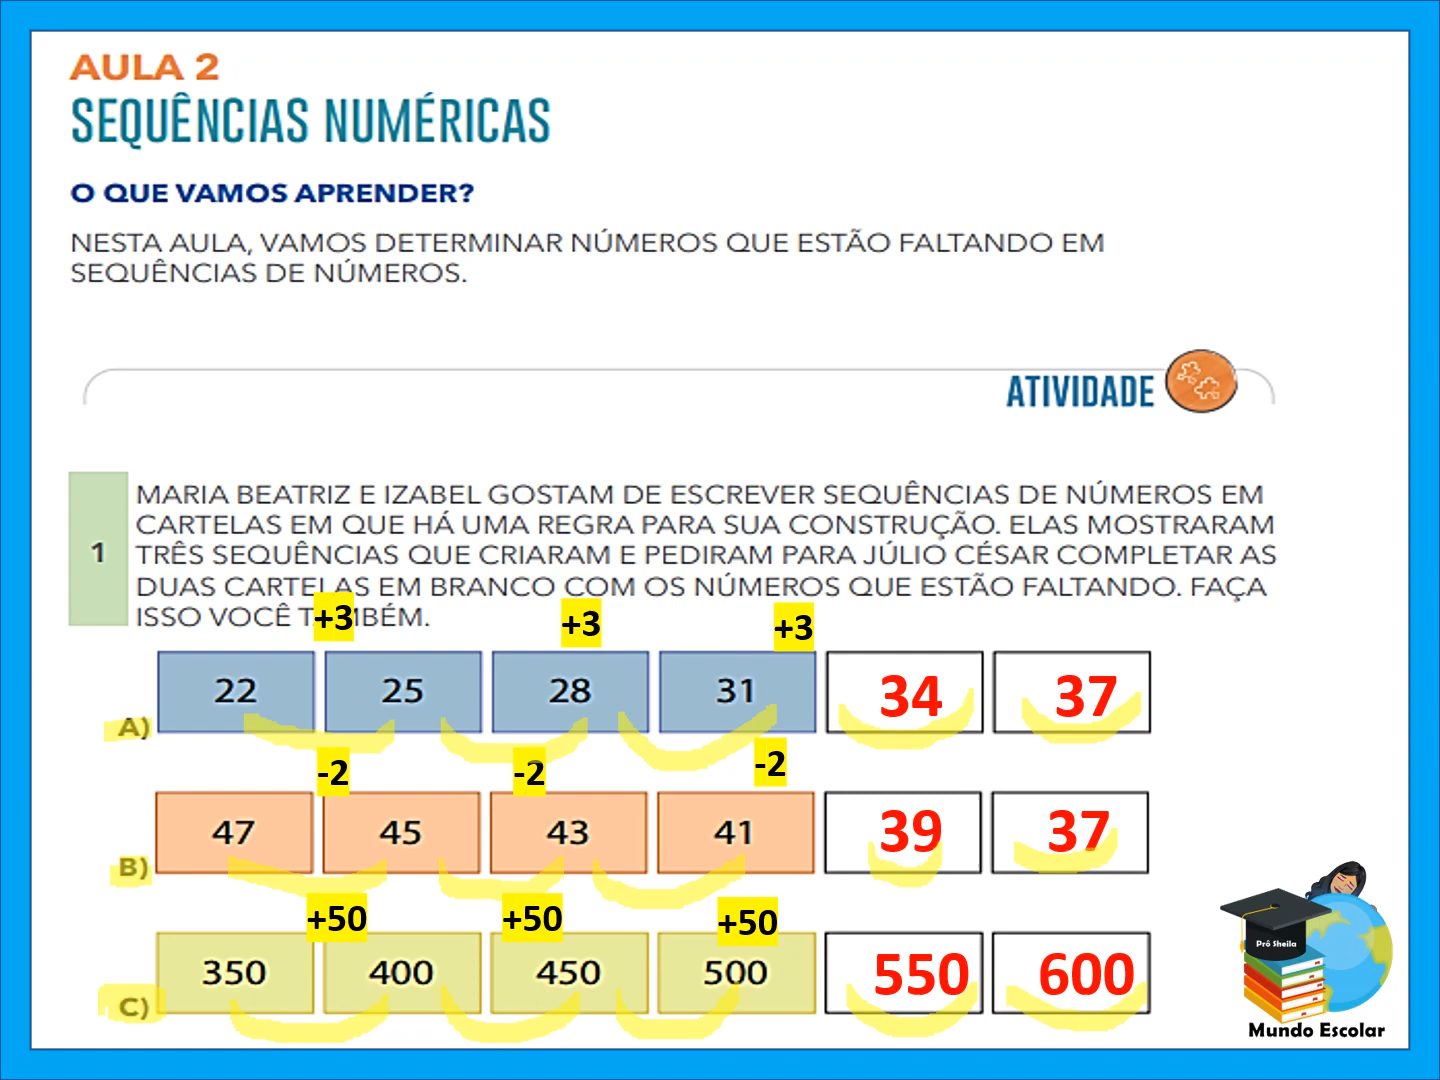 AULA 2
SEQUÊNCIAS NUMÉRICAS
O QUE VAMOS APRENDER?
NESTA AULA, VAMOS DETERMINAR NÚMEROS QUE ESTÃO FALTANDO EM
SEQUÊNCIAS DE NÚMEROS.
ATIVIDADE
1
MARIA BEATRIZ E IZABEL GOSTAM DE ESCREVER SEQUÊNCIAS DE NÚMEROS EM
CARTELAS EM QUE HÁ UMA REGRA PARA SUA CONSTRUÇÃO. ELAS MOSTRARAM
TRÊS SEQUÊNCIAS QUE CRIARAM E PEDIRAM PARA JÚLIO CÉSAR COMPLETAR AS
DUAS CARTELAS EM BRANCO COM OS NÚMEROS QUE ESTÃO FALTANDO. FAÇA
ISSO VOCÊ TAMBÉM.
+3 +3 +3
A) 22 25 28 31 34 37
-2 -2 -2
B) 47 45 43 41 39 37
+50 +50 +50
C) 350 400 450 500 550 600
Prô Sheila
Mundo Escolar